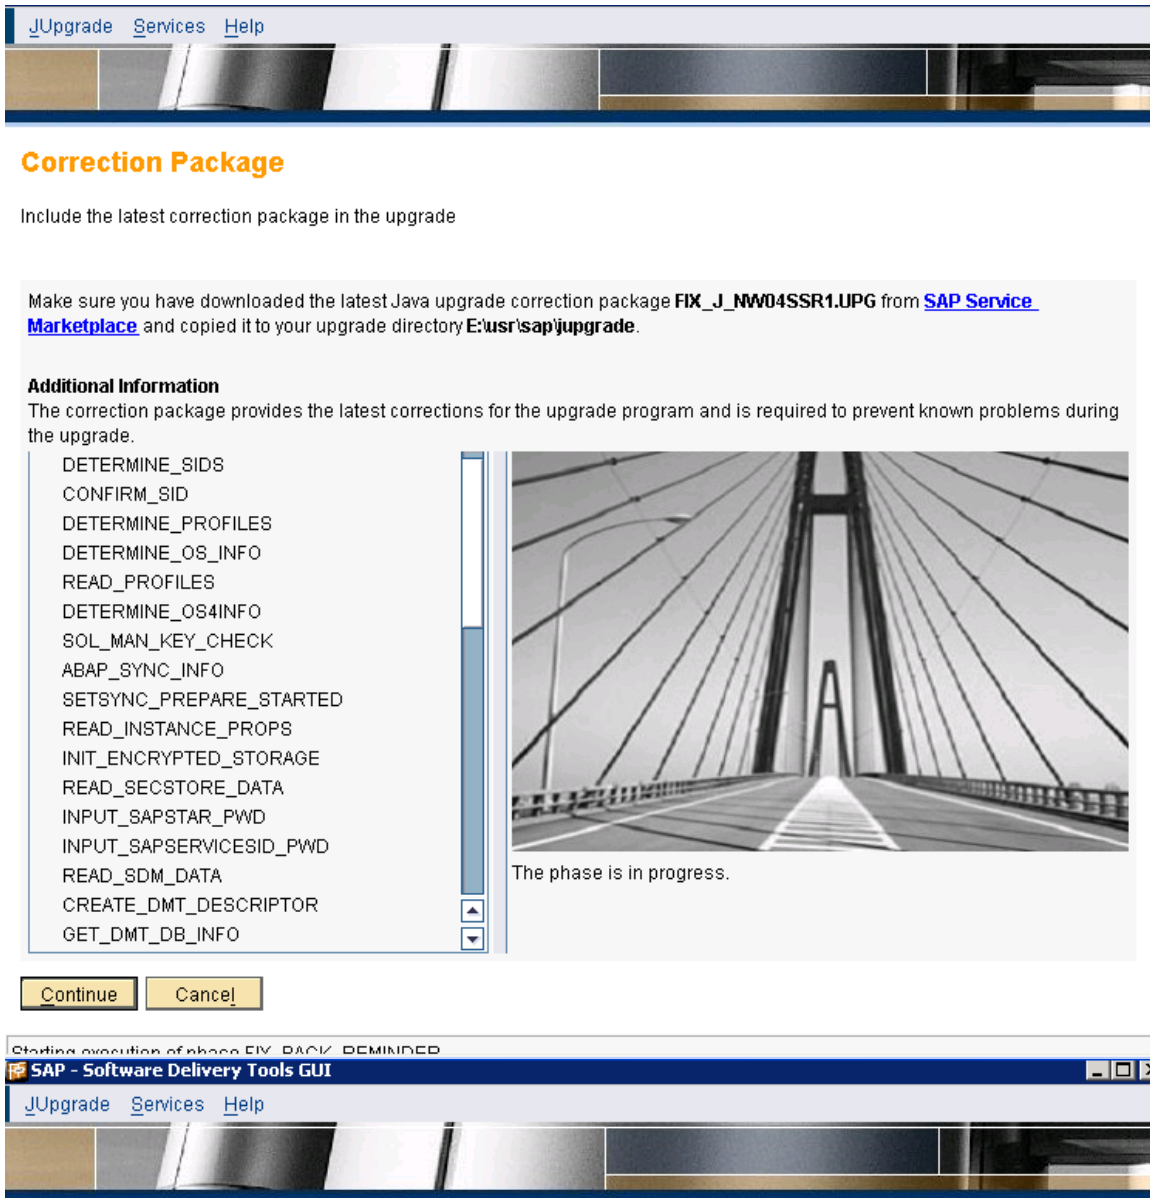 JUpgrade Services Help
Correction Package
Include the latest correction package in the upgrade
Make sure you have downloaded the latest Java upgrade correction package FIX_J_NW04SSR1.UPG from SAP Service
Marketplace and copied it to your upgrade directory E:\usr\sap\jupgrade.
Additional Information
The correction package provides the latest corrections for the upgrade program and is required to prevent known problems during
the upgrade.
DETERMINE_SIDS
CONFIRM_SID
DETERMINE_PROFILES
DETERMINE_OS_INFO
READ_PROFILES
DETERMINE_OS4INFO
SOL_MAN_KEY_CHECK
ABAP_SYNC_INFO
SETSYNC_PREPARE_STARTED
READ_INSTANCE_PROPS
INIT_ENCRYPTED_STORAGE
READ_SECSTORE_DATA
INPUT_SAPSTAR_PWD
INPUT_SAPSERVICESID_PWD
READ_SDM_DATA
CREATE_DMT_DESCRIPTOR
GET_DMT_DB_INFO
The phase is in progress.
Continue Cancel
Starting execution of phase FIX_PACK_REMINDER
SAP - Software Delivery Tools GUI
JUpgrade Services Help